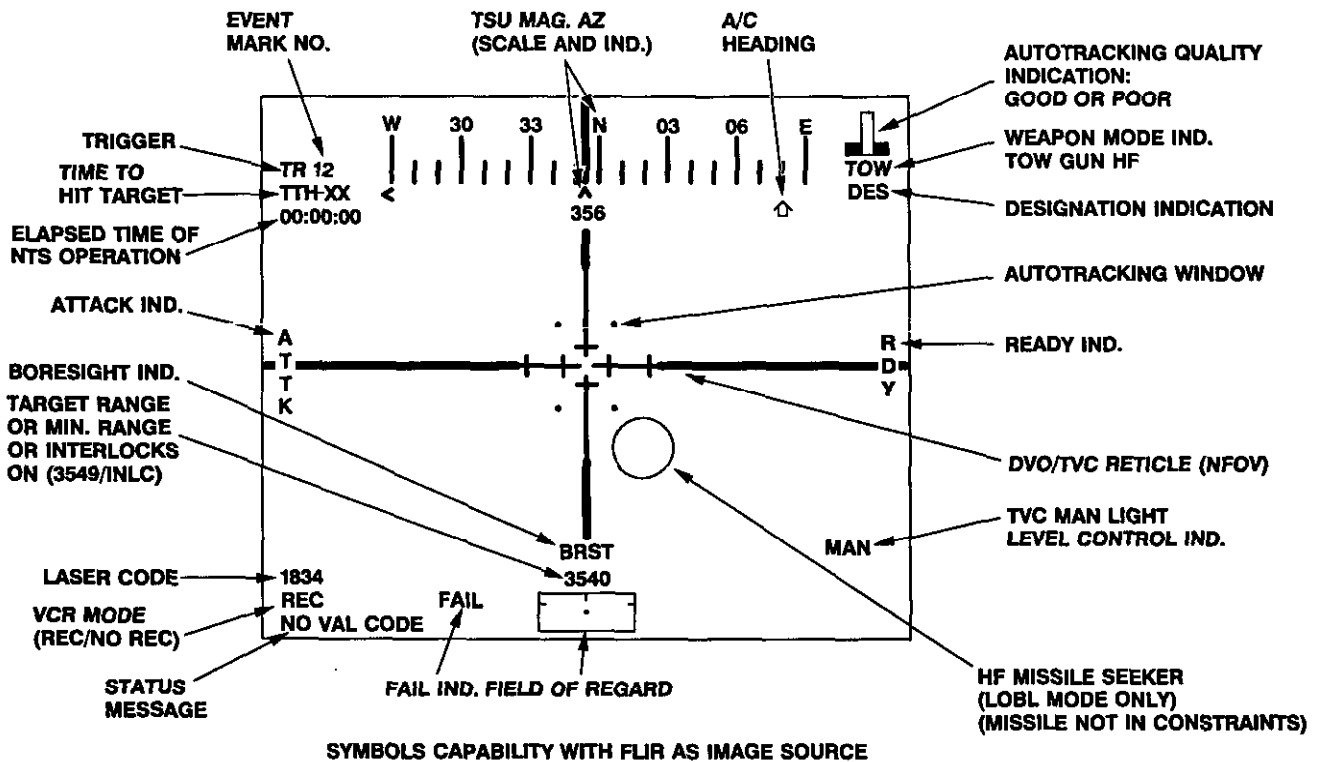 EVENT
MARK NO.
TSU MAG. AZ
(SCALE AND IND.)
A/C
HEADING
AUTOTRACKING QUALITY
INDICATION:
GOOD OR POOR
W 30 33 N 03 06 E
TRIGGER
TR 12
WEAPON MODE IND.
TOW GUN HF
TOW
TIME TO
HIT TARGET
TTH-XX
<
^
DES
DESIGNATION INDICATION
00:00:00
356
ELAPSED TIME OF
NTS OPERATION
AUTOTRACKING WINDOW
ATTACK IND.
ATTK
RDY
READY IND.
BORESIGHT IND.
TARGET RANGE
OR MIN. RANGE
OR INTERLOCKS
ON (3549/INLC)
DVO/TVC RETICLE (NFOV)
BRST
MAN
TVC MAN LIGHT
LEVEL CONTROL IND.
LASER CODE
1834
3540
VCR MODE
(REC/NO REC)
REC
FAIL
NO VAL CODE
STATUS
MESSAGE
FAIL IND. FIELD OF REGARD
HF MISSILE SEEKER
(LOBL MODE ONLY)
(MISSILE NOT IN CONSTRAINTS)
SYMBOLS CAPABILITY WITH FLIR AS IMAGE SOURCE